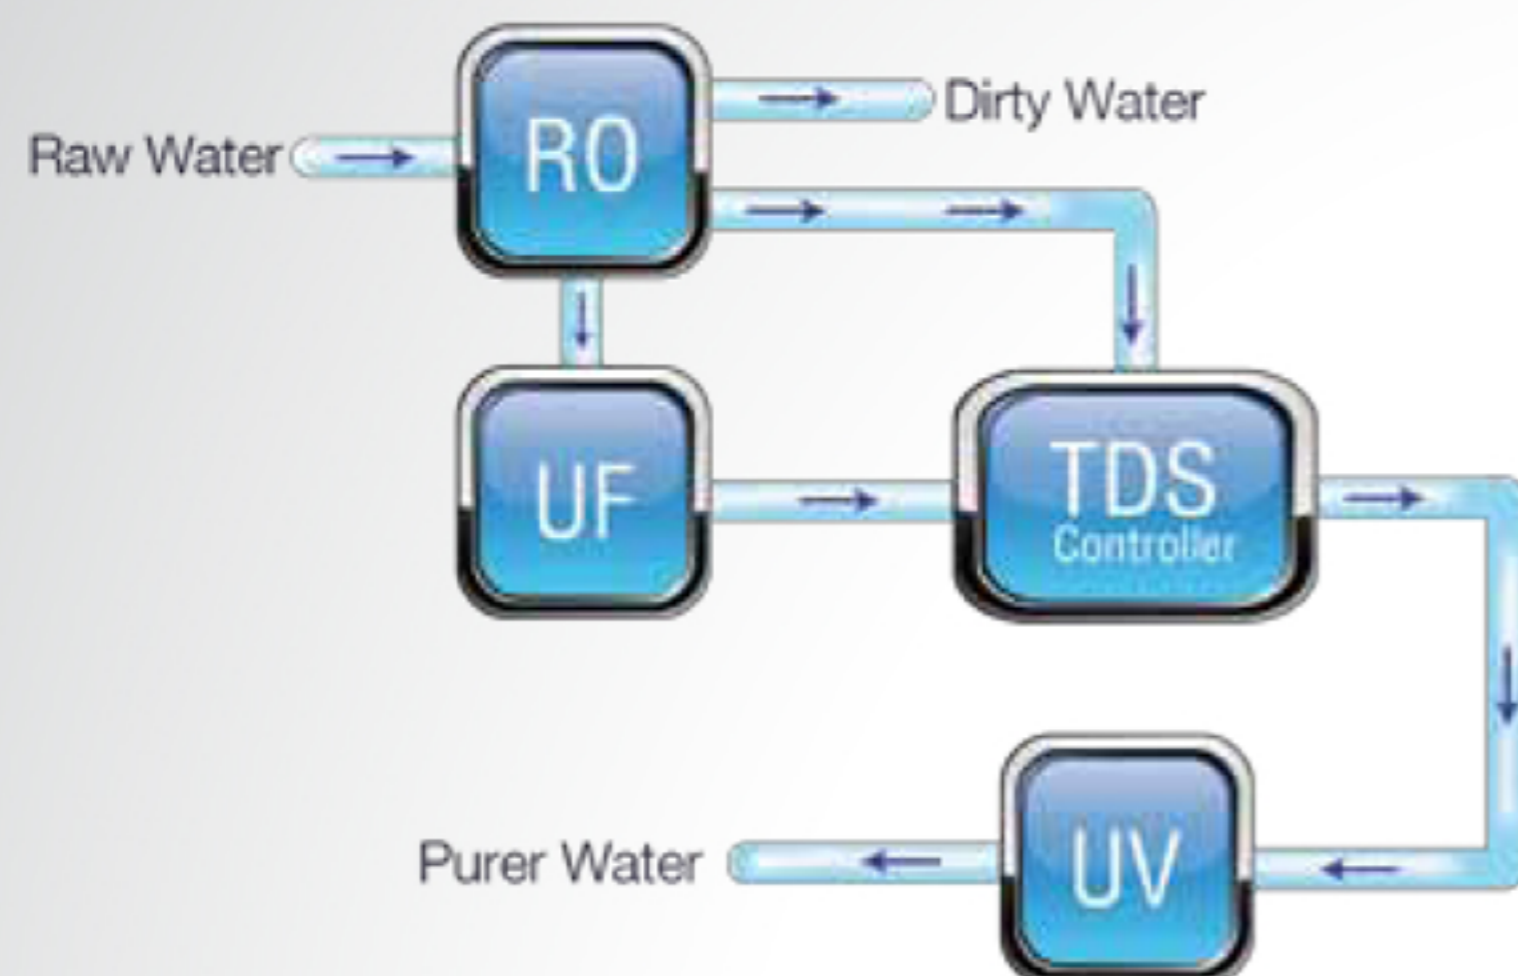 RO
Dirty Water
Raw Water
UF
TDS
Controller
UV
Purer Water